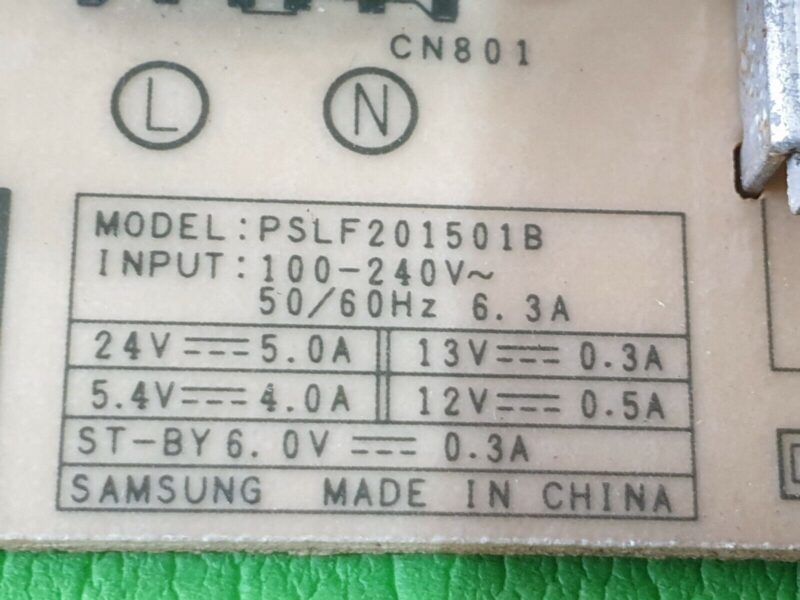 CN801
L N
MODEL:PSLF201501B
INPUT:100-240V~
50/60Hz 6.3A
24V⎓5.0A 13V⎓0.3A
5.4V⎓4.0A 12V⎓0.5A
ST-BY 6.0V ⎓ 0.3A
SAMSUNG MADE IN CHINA